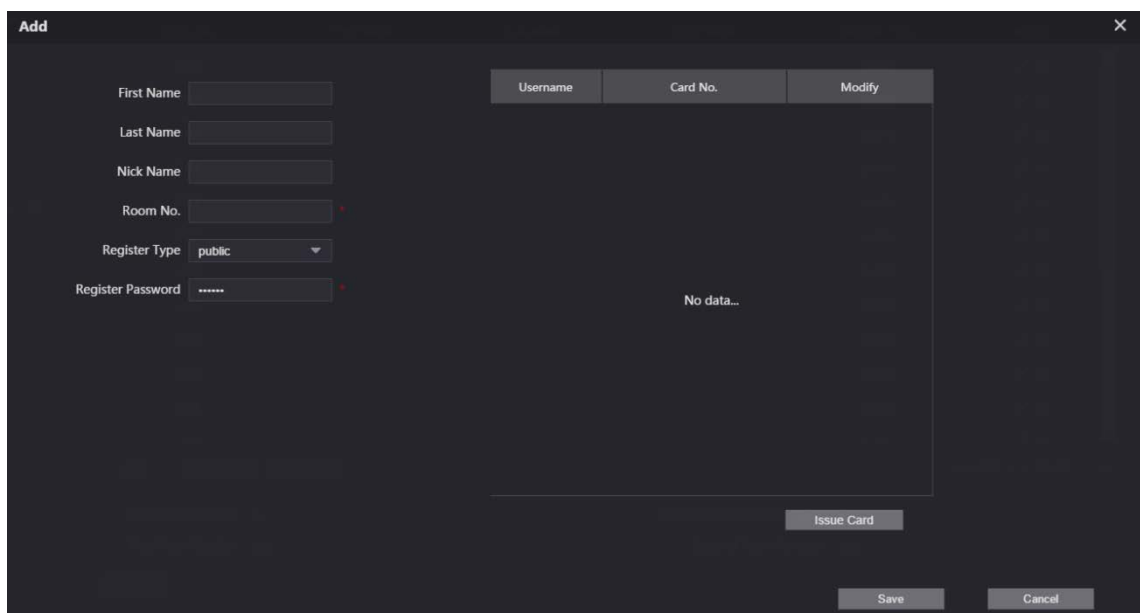 Add
First Name
Last Name
Nick Name
Room No. *
Register Type public
Register Password •••••• *
Username Card No. Modify
No data...
Issue Card
Save Cancel